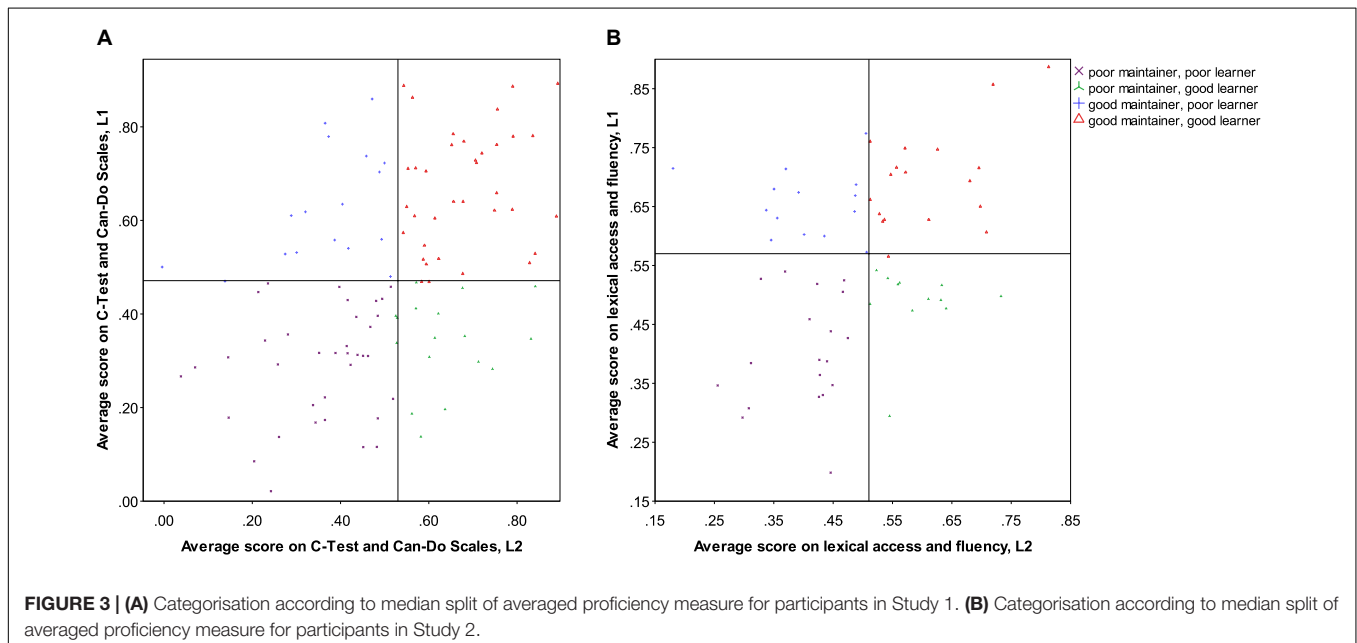 A
Average score on C-Test and Can-Do Scales, L1
.80
.60
.40
.20
.00
.00 .20 .40 .60 .80
Average score on C-Test and Can-Do Scales, L2
B
Average score on lexical access and fluency, L1
.85
.75
.65
.55
.45
.35
.25
.15
.15 .25 .35 .45 .55 .65 .75 .85
Average score on lexical access and fluency, L2
poor maintainer, poor learner
poor maintainer, good learner
good maintainer, poor learner
good maintainer, good learner
FIGURE 3 | (A) Categorisation according to median split of averaged proficiency measure for participants in Study 1. (B) Categorisation according to median split of
averaged proficiency measure for participants in Study 2.